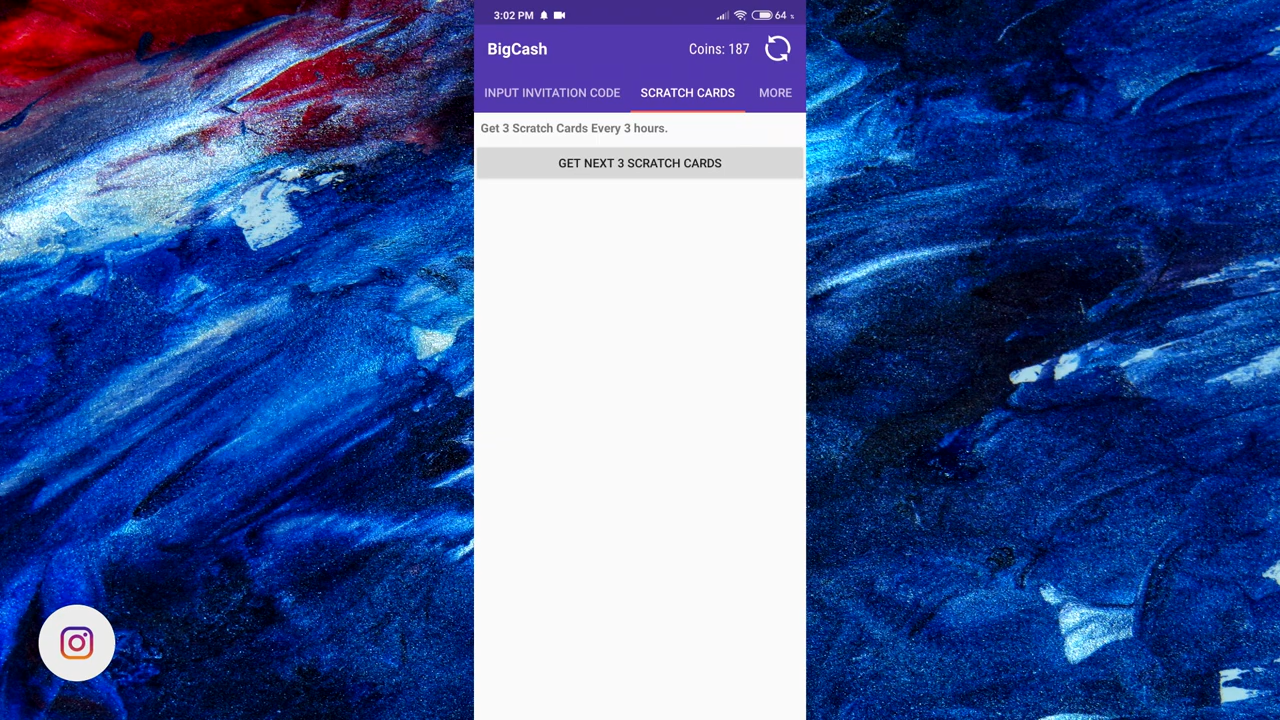 3:02 PM 64 %
BigCash Coins: 187
INPUT INVITATION CODE SCRATCH CARDS MORE
Get 3 Scratch Cards Every 3 hours.
GET NEXT 3 SCRATCH CARDS